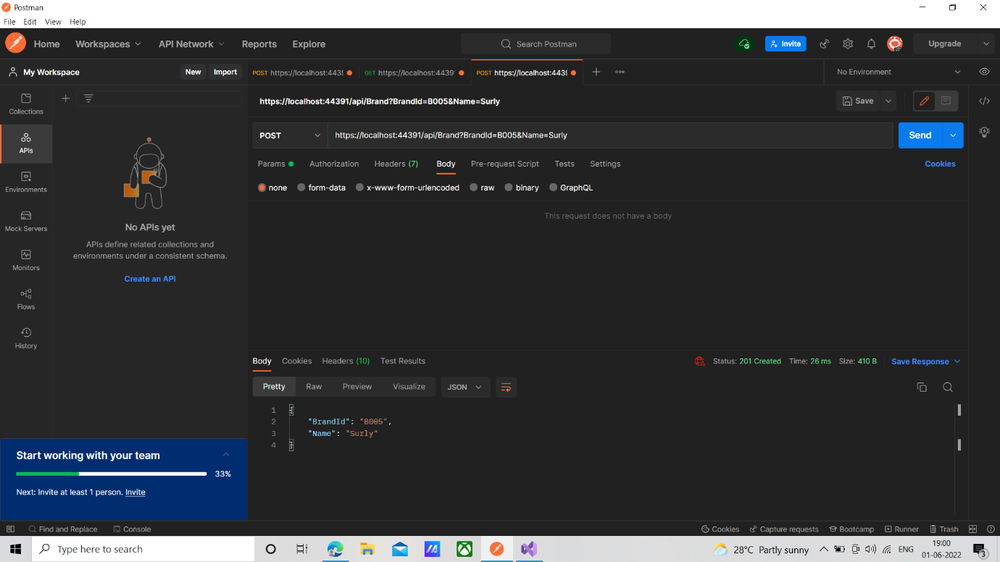 Postman
File Edit View Help
Home Workspaces API Network Reports Explore Search Postman Invite Upgrade
My Workspace New Import POST https://localhost:4439 GET https://localhost:4439 POST https://localhost:4439 No Environment
Collections
APIs
Environments
Mock Servers
Monitors
Flows
History
No APIs yet
APIs define related collections and
environments under a consistent schema.
Create an API
https://localhost:44391/api/Brand?BrandId=B005&Name=Surly Save
POST https://localhost:44391/api/Brand?BrandId=B005&Name=Surly Send
Params Authorization Headers (7) Body Pre-request Script Tests Settings Cookies
none form-data x-www-form-urlencoded raw binary GraphQL
This request does not have a body
Body Cookies Headers (10) Test Results Status: 201 Created Time: 26 ms Size: 410 B Save Response
Pretty Raw Preview Visualize JSON
1 {
2 "BrandId": "B005",
3 "Name": "Surly"
4 }
Start working with your team
33%
Next: Invite at least 1 person. Invite
Find and Replace Console Cookies Capture requests Bootcamp Runner Trash
Type here to search 28°C Partly sunny ENG 19:00
01-06-2022 3